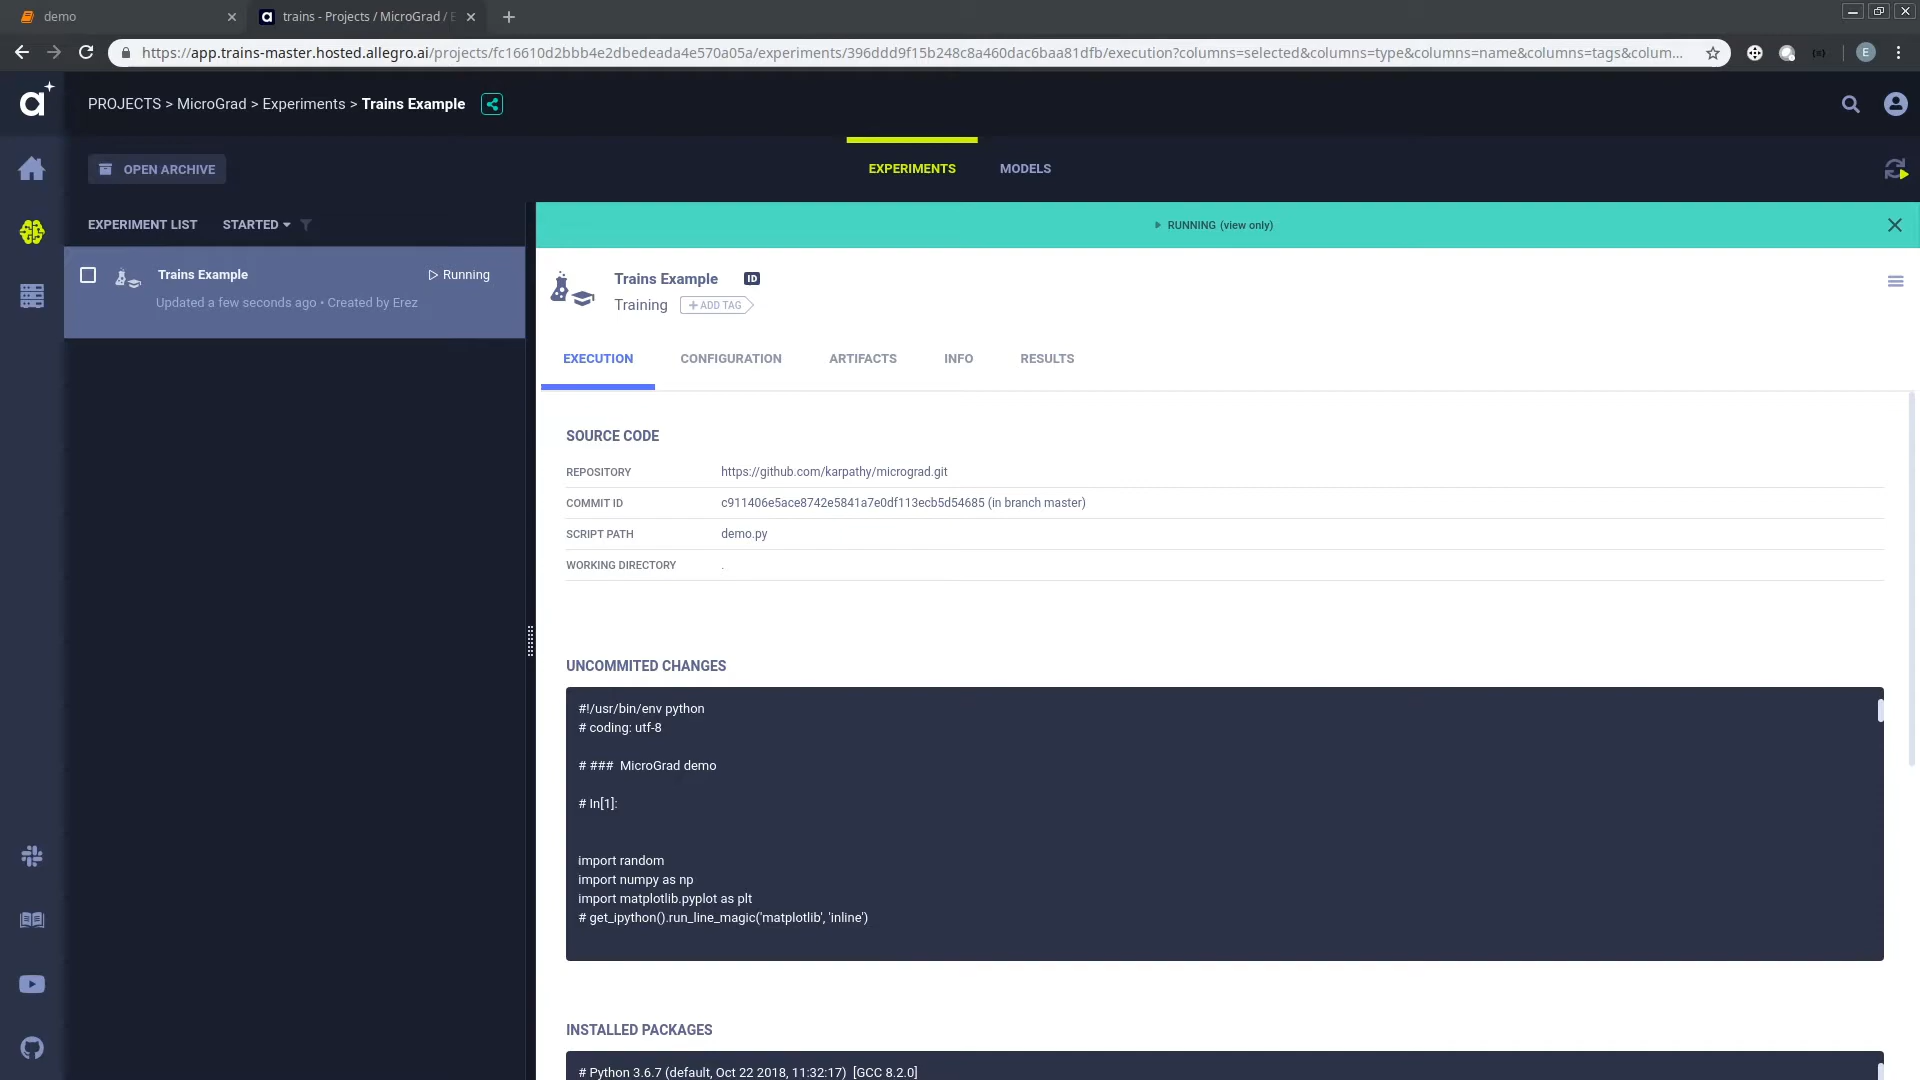 demo
trains - Projects / MicroGrad / E
https://app.trains-master.hosted.allegro.ai/projects/fc16610d2bbb4e2dbedeada4e570a05a/experiments/396ddd9f15b248c8a460dac6baa81dfb/execution?columns=selected&columns=type&columns=name&columns=tags&colum...
E
PROJECTS > MicroGrad > Experiments > Trains Example
OPEN ARCHIVE
EXPERIMENTS
MODELS
EXPERIMENT LIST
STARTED
RUNNING (view only)
Trains Example
Running
Updated a few seconds ago • Created by Erez
Trains Example
ID
Training
+ ADD TAG
EXECUTION
CONFIGURATION
ARTIFACTS
INFO
RESULTS
SOURCE CODE
REPOSITORY https://github.com/karpathy/micrograd.git
COMMIT ID c911406e5ace8742e5841a7e0df113ecb5d54685 (in branch master)
SCRIPT PATH demo.py
WORKING DIRECTORY .
UNCOMMITED CHANGES
#!/usr/bin/env python
# coding: utf-8
# ### MicroGrad demo
# In[1]:
import random
import numpy as np
import matplotlib.pyplot as plt
# get_ipython().run_line_magic('matplotlib', 'inline')
INSTALLED PACKAGES
# Python 3.6.7 (default, Oct 22 2018, 11:32:17) [GCC 8.2.0]